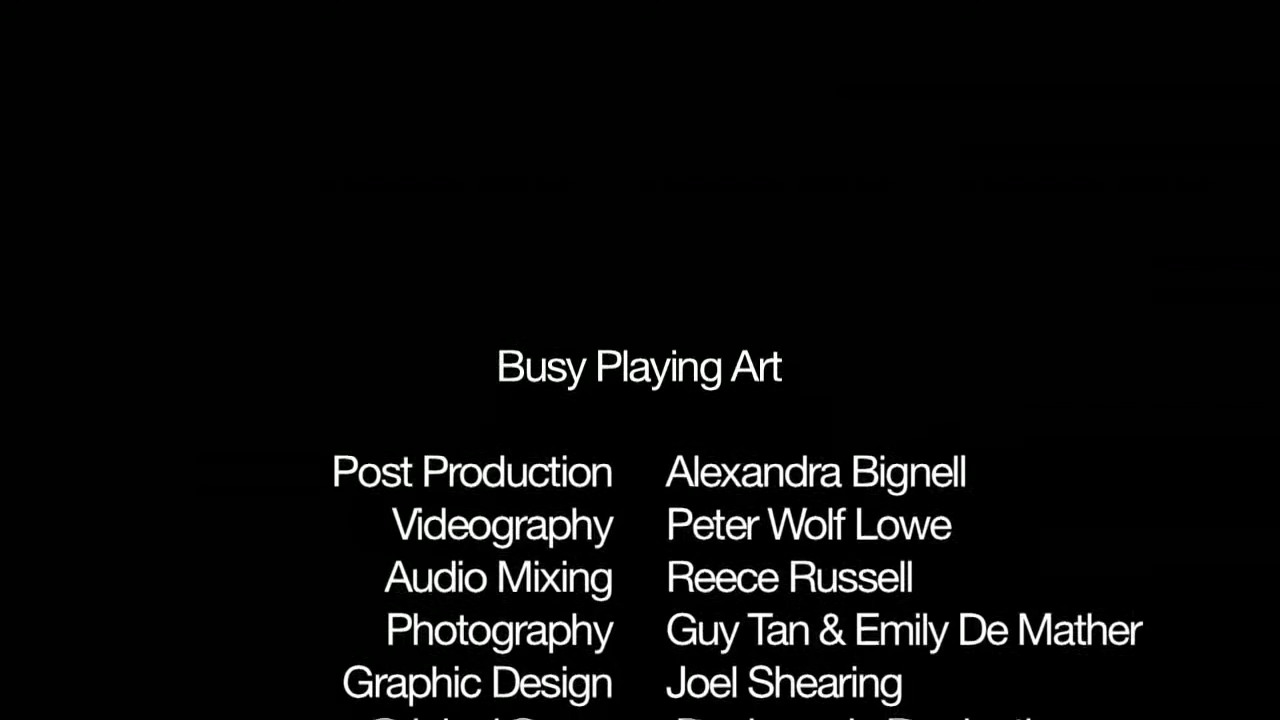 Busy Playing Art
Post Production Alexandra Bignell
Videography Peter Wolf Lowe
Audio Mixing Reece Russell
Photography Guy Tan & Emily De Mather
Graphic Design Joel Shearing